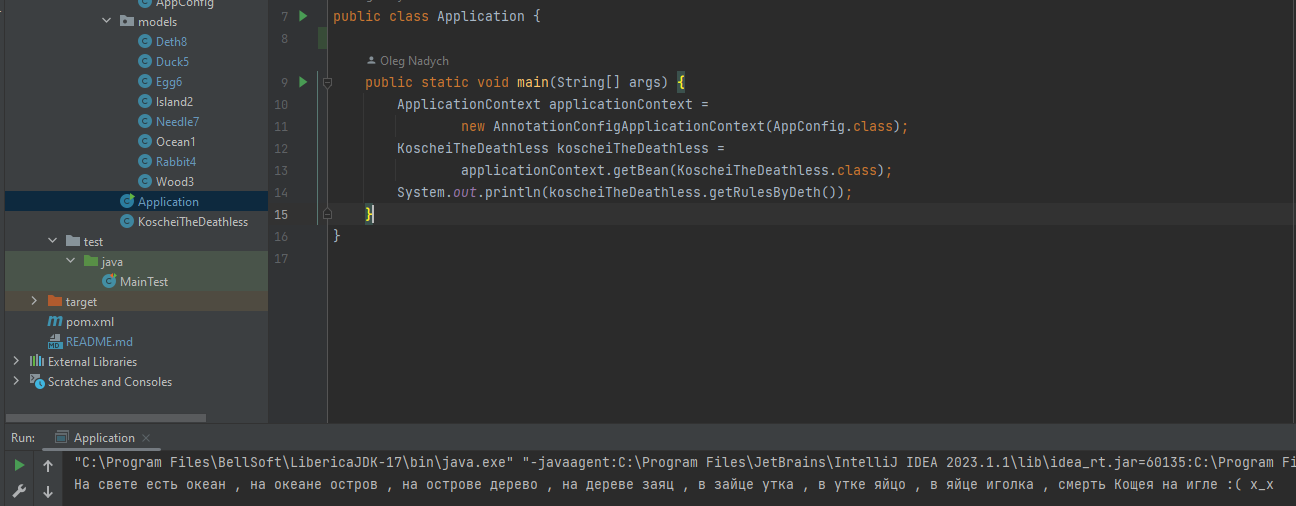 AppConfig
models
Deth8
Duck5
Egg6
Island2
Needle7
Ocean1
Rabbit4
Wood3
Application
KoscheiTheDeathless
test
java
MainTest
target
pom.xml
README.md
External Libraries
Scratches and Consoles
7 public class Application {
8
Oleg Nadych
9 public static void main(String[] args) {
10 ApplicationContext applicationContext =
11 new AnnotationConfigApplicationContext(AppConfig.class);
12 KoscheiTheDeathless koscheiTheDeathless =
13 applicationContext.getBean(KoscheiTheDeathless.class);
14 System.out.println(koscheiTheDeathless.getRulesByDeth());
15 }
16 }
17
Run: Application
"C:\Program Files\BellSoft\LibericaJDK-17\bin\java.exe" "-javaagent:C:\Program Files\JetBrains\IntelliJ IDEA 2023.1.1\lib\idea_rt.jar=60135:C:\Program Fi
На свете есть океан , на океане остров , на острове дерево , на дереве заяц , в зайце утка , в утке яйцо , в яйце иголка , смерть Кощея на игле :( x_x